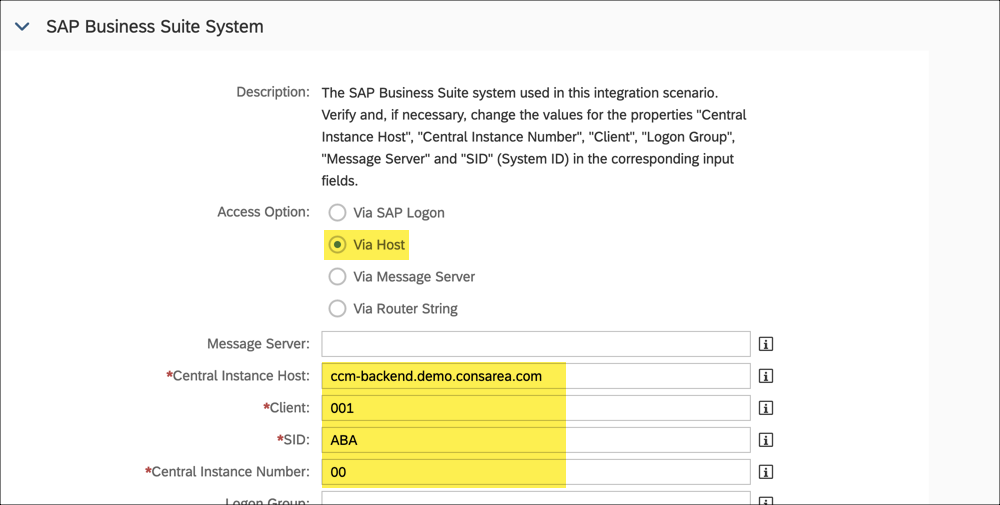 SAP Business Suite System
Description: The SAP Business Suite system used in this integration scenario.
Verify and, if necessary, change the values for the properties "Central
Instance Host", "Central Instance Number", "Client", "Logon Group",
"Message Server" and "SID" (System ID) in the corresponding input
fields.
Access Option: Via SAP Logon
Via Host
Via Message Server
Via Router String
Message Server:
*Central Instance Host: ccm-backend.demo.consarea.com
*Client: 001
*SID: ABA
*Central Instance Number: 00
Logon Group: